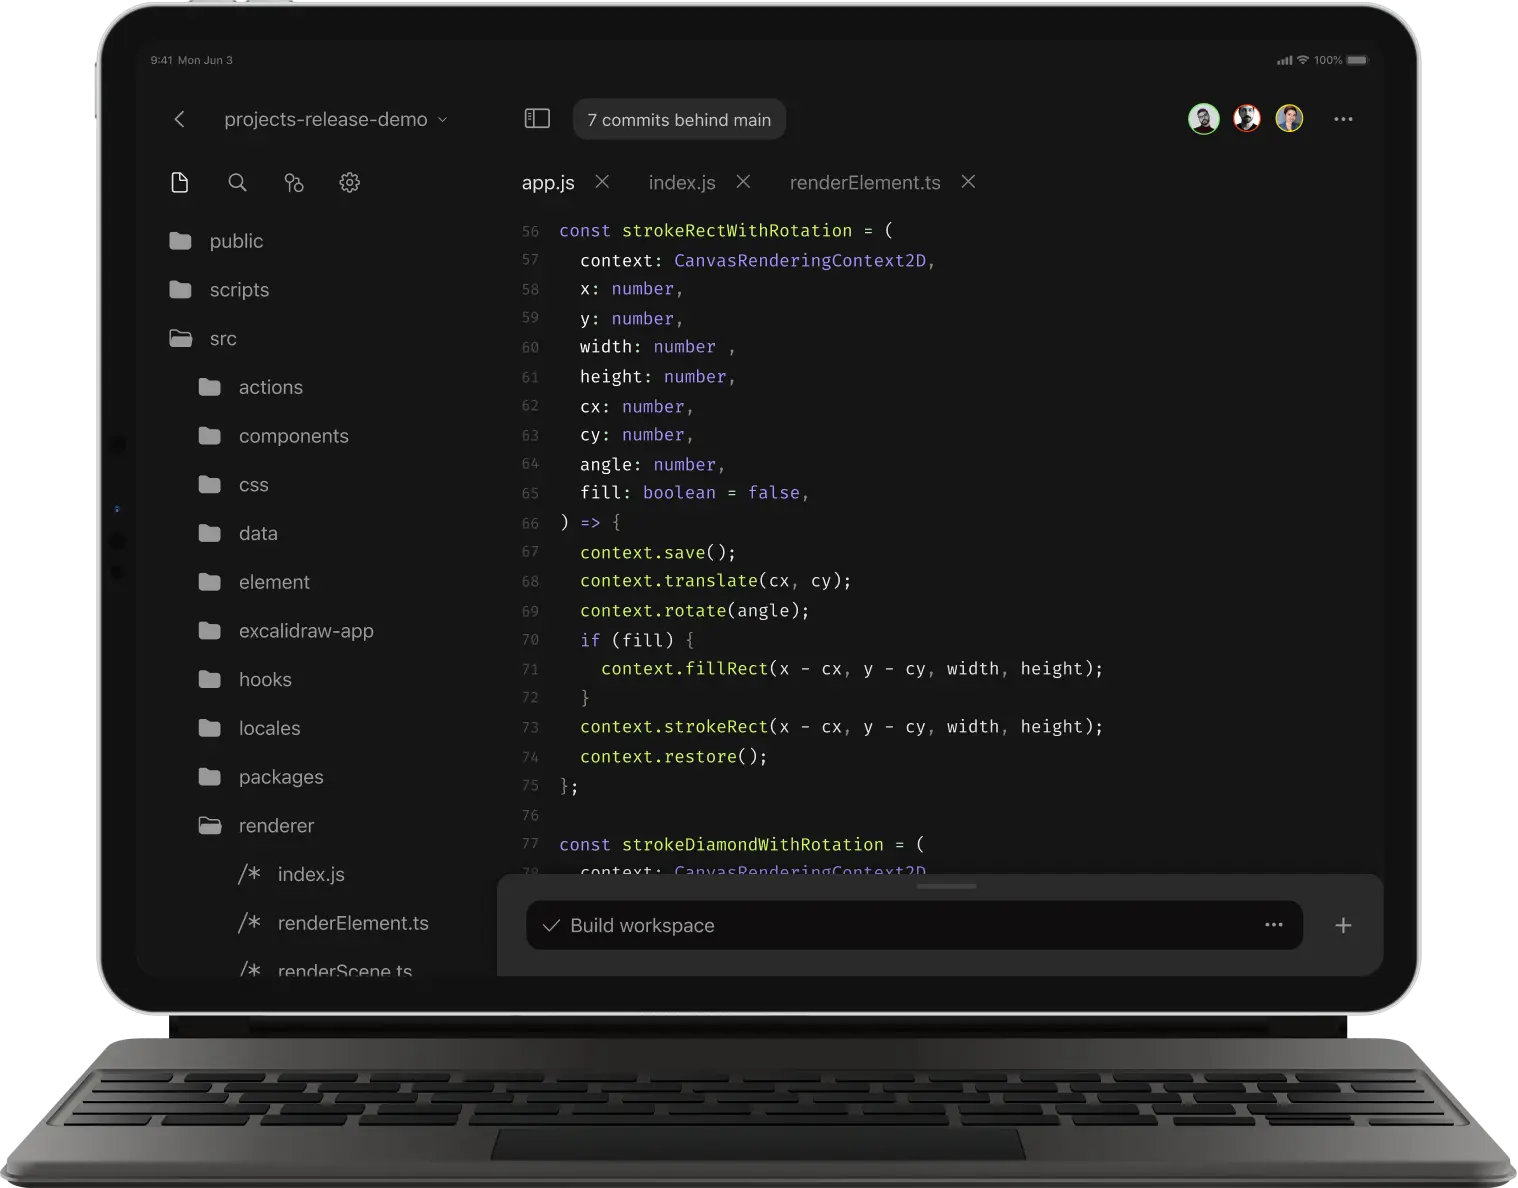 9:41 Mon Jun 3
100%
projects-release-demo
7 commits behind main
app.js
index.js
renderElement.ts
public
scripts
src
actions
components
css
data
element
excalidraw-app
hooks
locales
packages
renderer
/* index.js
/* renderElement.ts
/* renderScene.ts
56 const strokeRectWithRotation = (
57 context: CanvasRenderingContext2D,
58 x: number,
59 y: number,
60 width: number ,
61 height: number,
62 cx: number,
63 cy: number,
64 angle: number,
65 fill: boolean = false,
66 ) => {
67 context.save();
68 context.translate(cx, cy);
69 context.rotate(angle);
70 if (fill) {
71 context.fillRect(x - cx, y - cy, width, height);
72 }
73 context.strokeRect(x - cx, y - cy, width, height);
74 context.restore();
75 };
76
77 const strokeDiamondWithRotation = (
78 context: CanvasRenderingContext2D
Build workspace